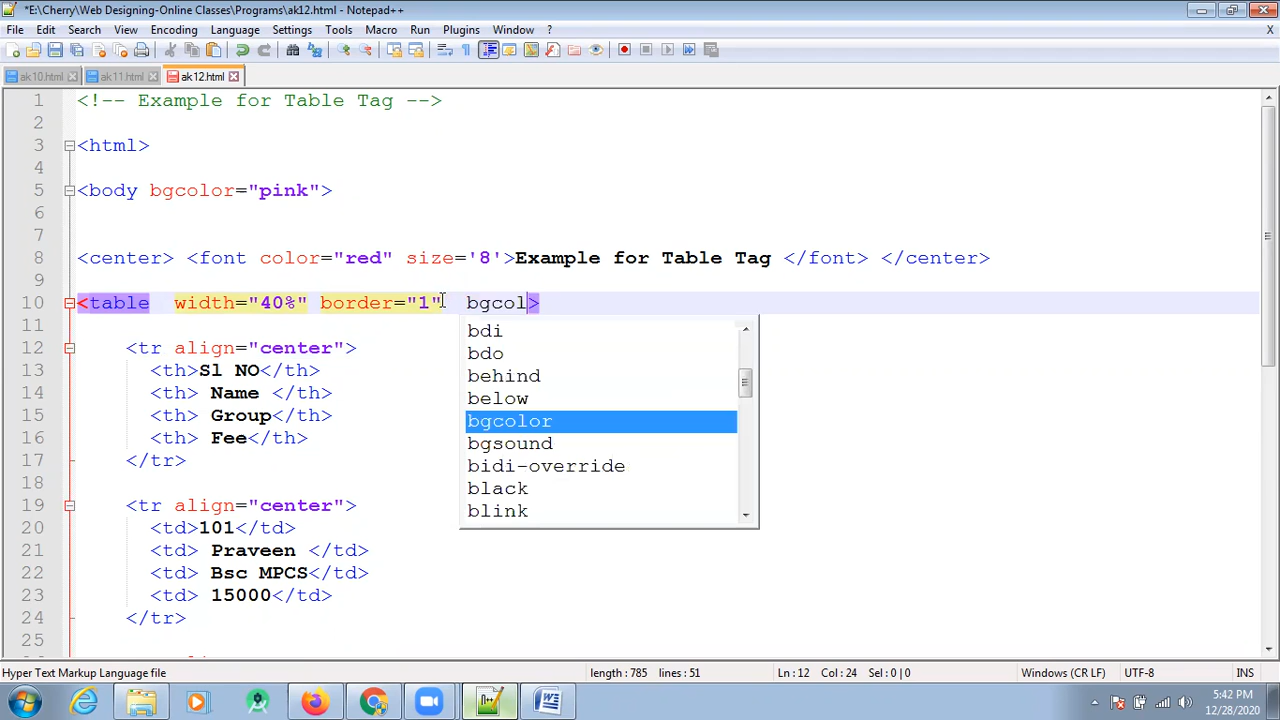 *E:\Cherry\Web Designing-Online Classes\Programs\ak12.html - Notepad++
File Edit Search View Encoding Language Settings Tools Macro Run Plugins Window ? X
ak10.html ak11.html ak12.html
1 <!-- Example for Table Tag -->
2
3 <html>
4
5 <body bgcolor="pink">
6
7
8 <center> <font color="red" size='8'>Example for Table Tag </font> </center>
9
10 <table  width="40%" border="1"  bgcol>
11
bdi
12 <tr align="center">
bdo
13 <th>Sl NO</th>
behind
14 <th> Name </th>
below
15 <th> Group</th>
bgcolor
16 <th> Fee</th>
bgsound
17 </tr>
bidi-override
18
black
19 <tr align="center">
blink
20 <td>101</td>
21 <td> Praveen </td>
22 <td> Bsc MPCS</td>
23 <td> 15000</td>
24 </tr>
25
Hyper Text Markup Language file length : 785 lines : 51 Ln : 12 Col : 24 Sel : 0 | 0 Windows (CR LF) UTF-8 INS
5:42 PM
12/28/2020